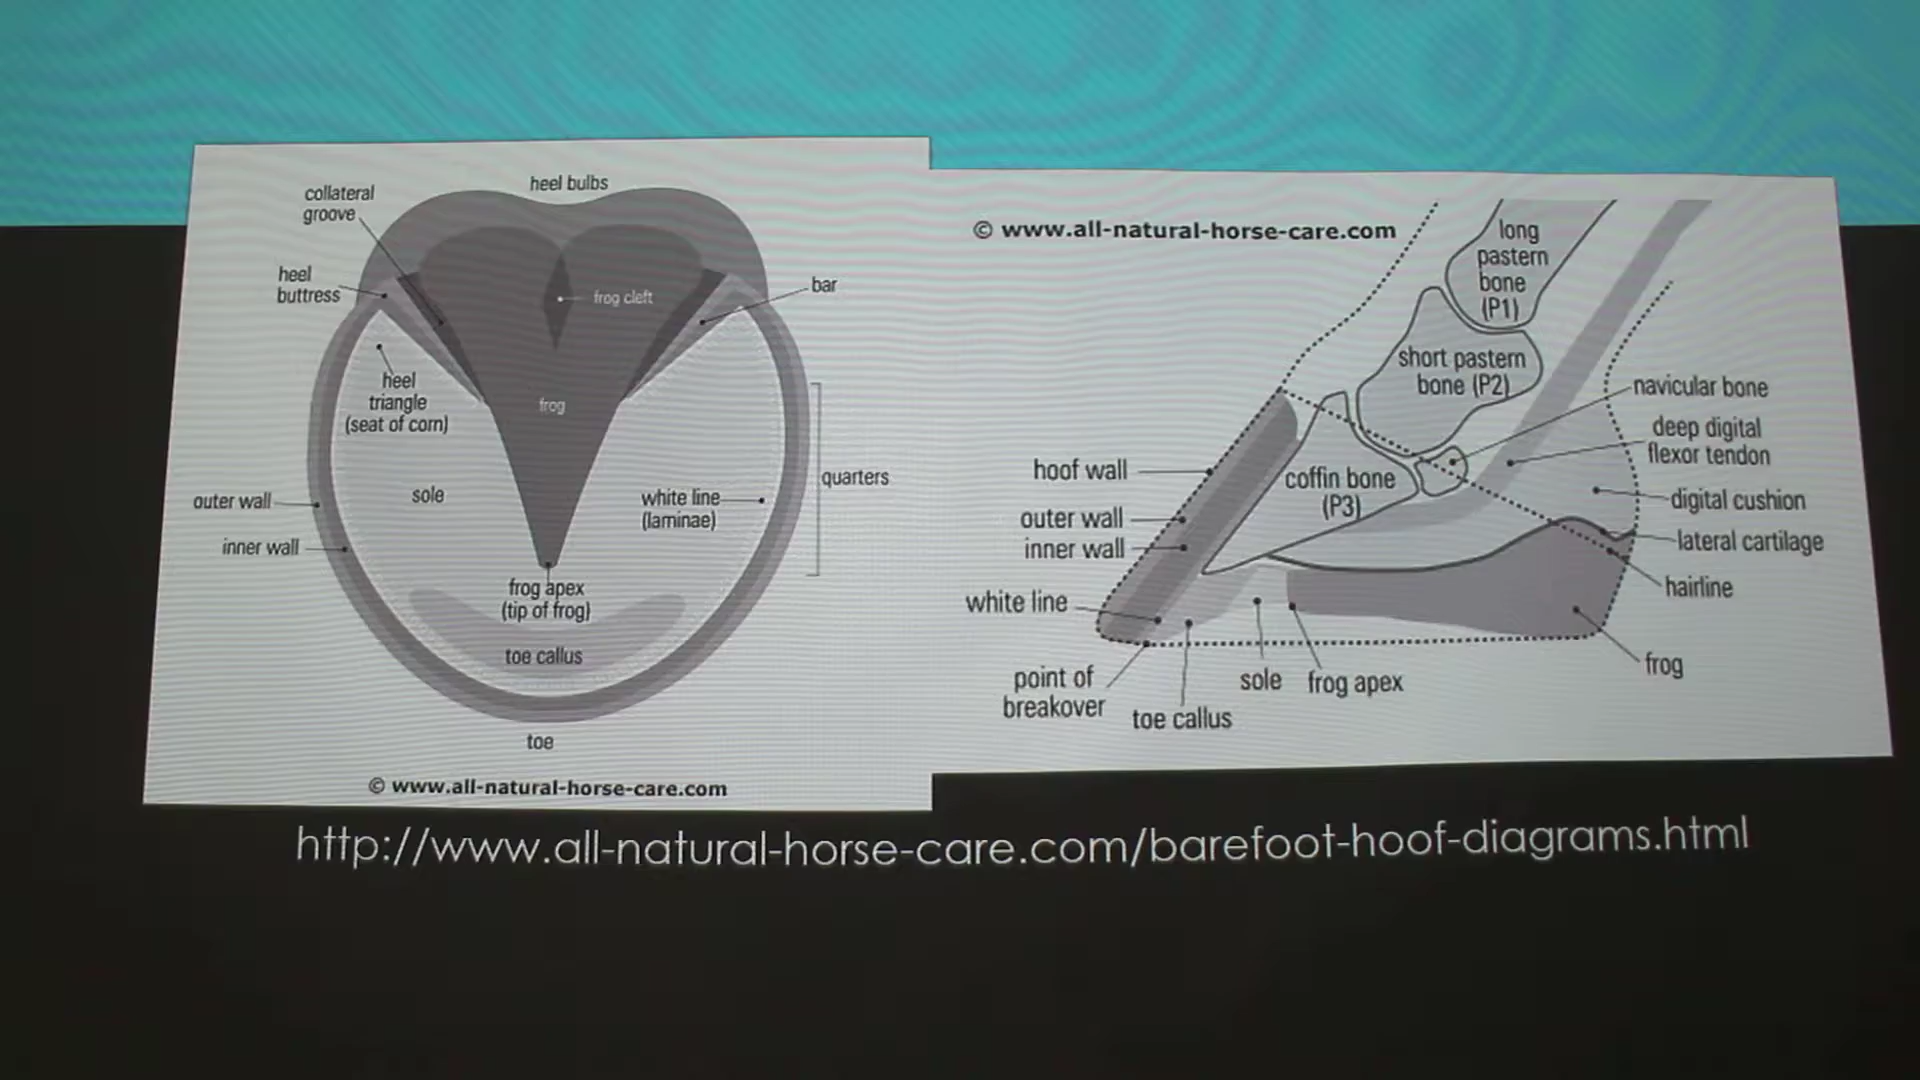 heel bulbs
collateral
groove
heel
buttress
frog cleft
bar
heel
triangle
(seat of corn)
frog
quarters
outer wall
sole
white line
(laminae)
inner wall
frog apex
(tip of frog)
toe callus
toe
© www.all-natural-horse-care.com
© www.all-natural-horse-care.com
long
pastern
bone
(P1)
short pastern
bone (P2)
navicular bone
deep digital
flexor tendon
hoof wall
coffin bone
(P3)
digital cushion
outer wall
inner wall
lateral cartilage
hairline
white line
frog
point of
breakover
toe callus
sole
frog apex
http://www.all-natural-horse-care.com/barefoot-hoof-diagrams.html